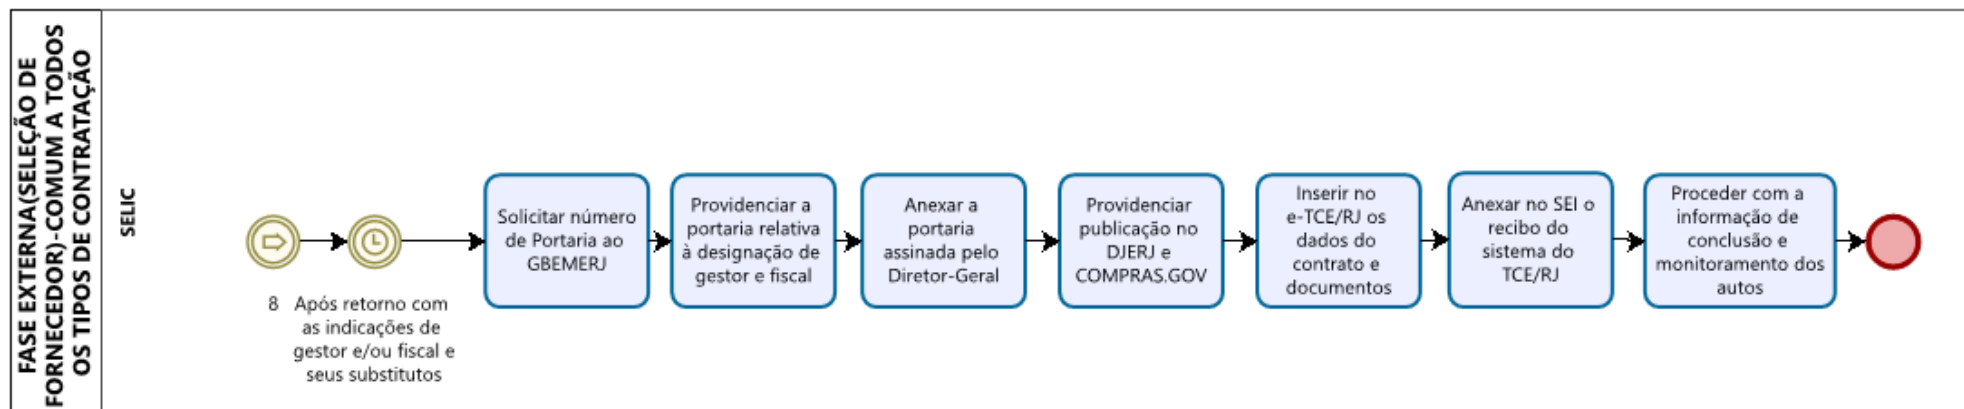 FASE EXTERNA(SELEÇÃO DE
FORNECEDOR)-COMUM A TODOS
OS TIPOS DE CONTRATAÇÃO
SELIC
8
Após retorno com
as indicações de
gestor e/ou fiscal e
seus substitutos
Solicitar número
de Portaria ao
GBEMERJ
Providenciar a
portaria relativa
à designação de
gestor e fiscal
Anexar a
portaria
assinada pelo
Diretor-Geral
Providenciar
publicação no
DJERJ e
COMPRAS.GOV
Inserir no
e-TCE/RJ os
dados do
contrato e
documentos
Anexar no SEI o
recibo do
sistema do
TCE/RJ
Proceder com a
informação de
conclusão e
monitoramento dos
autos